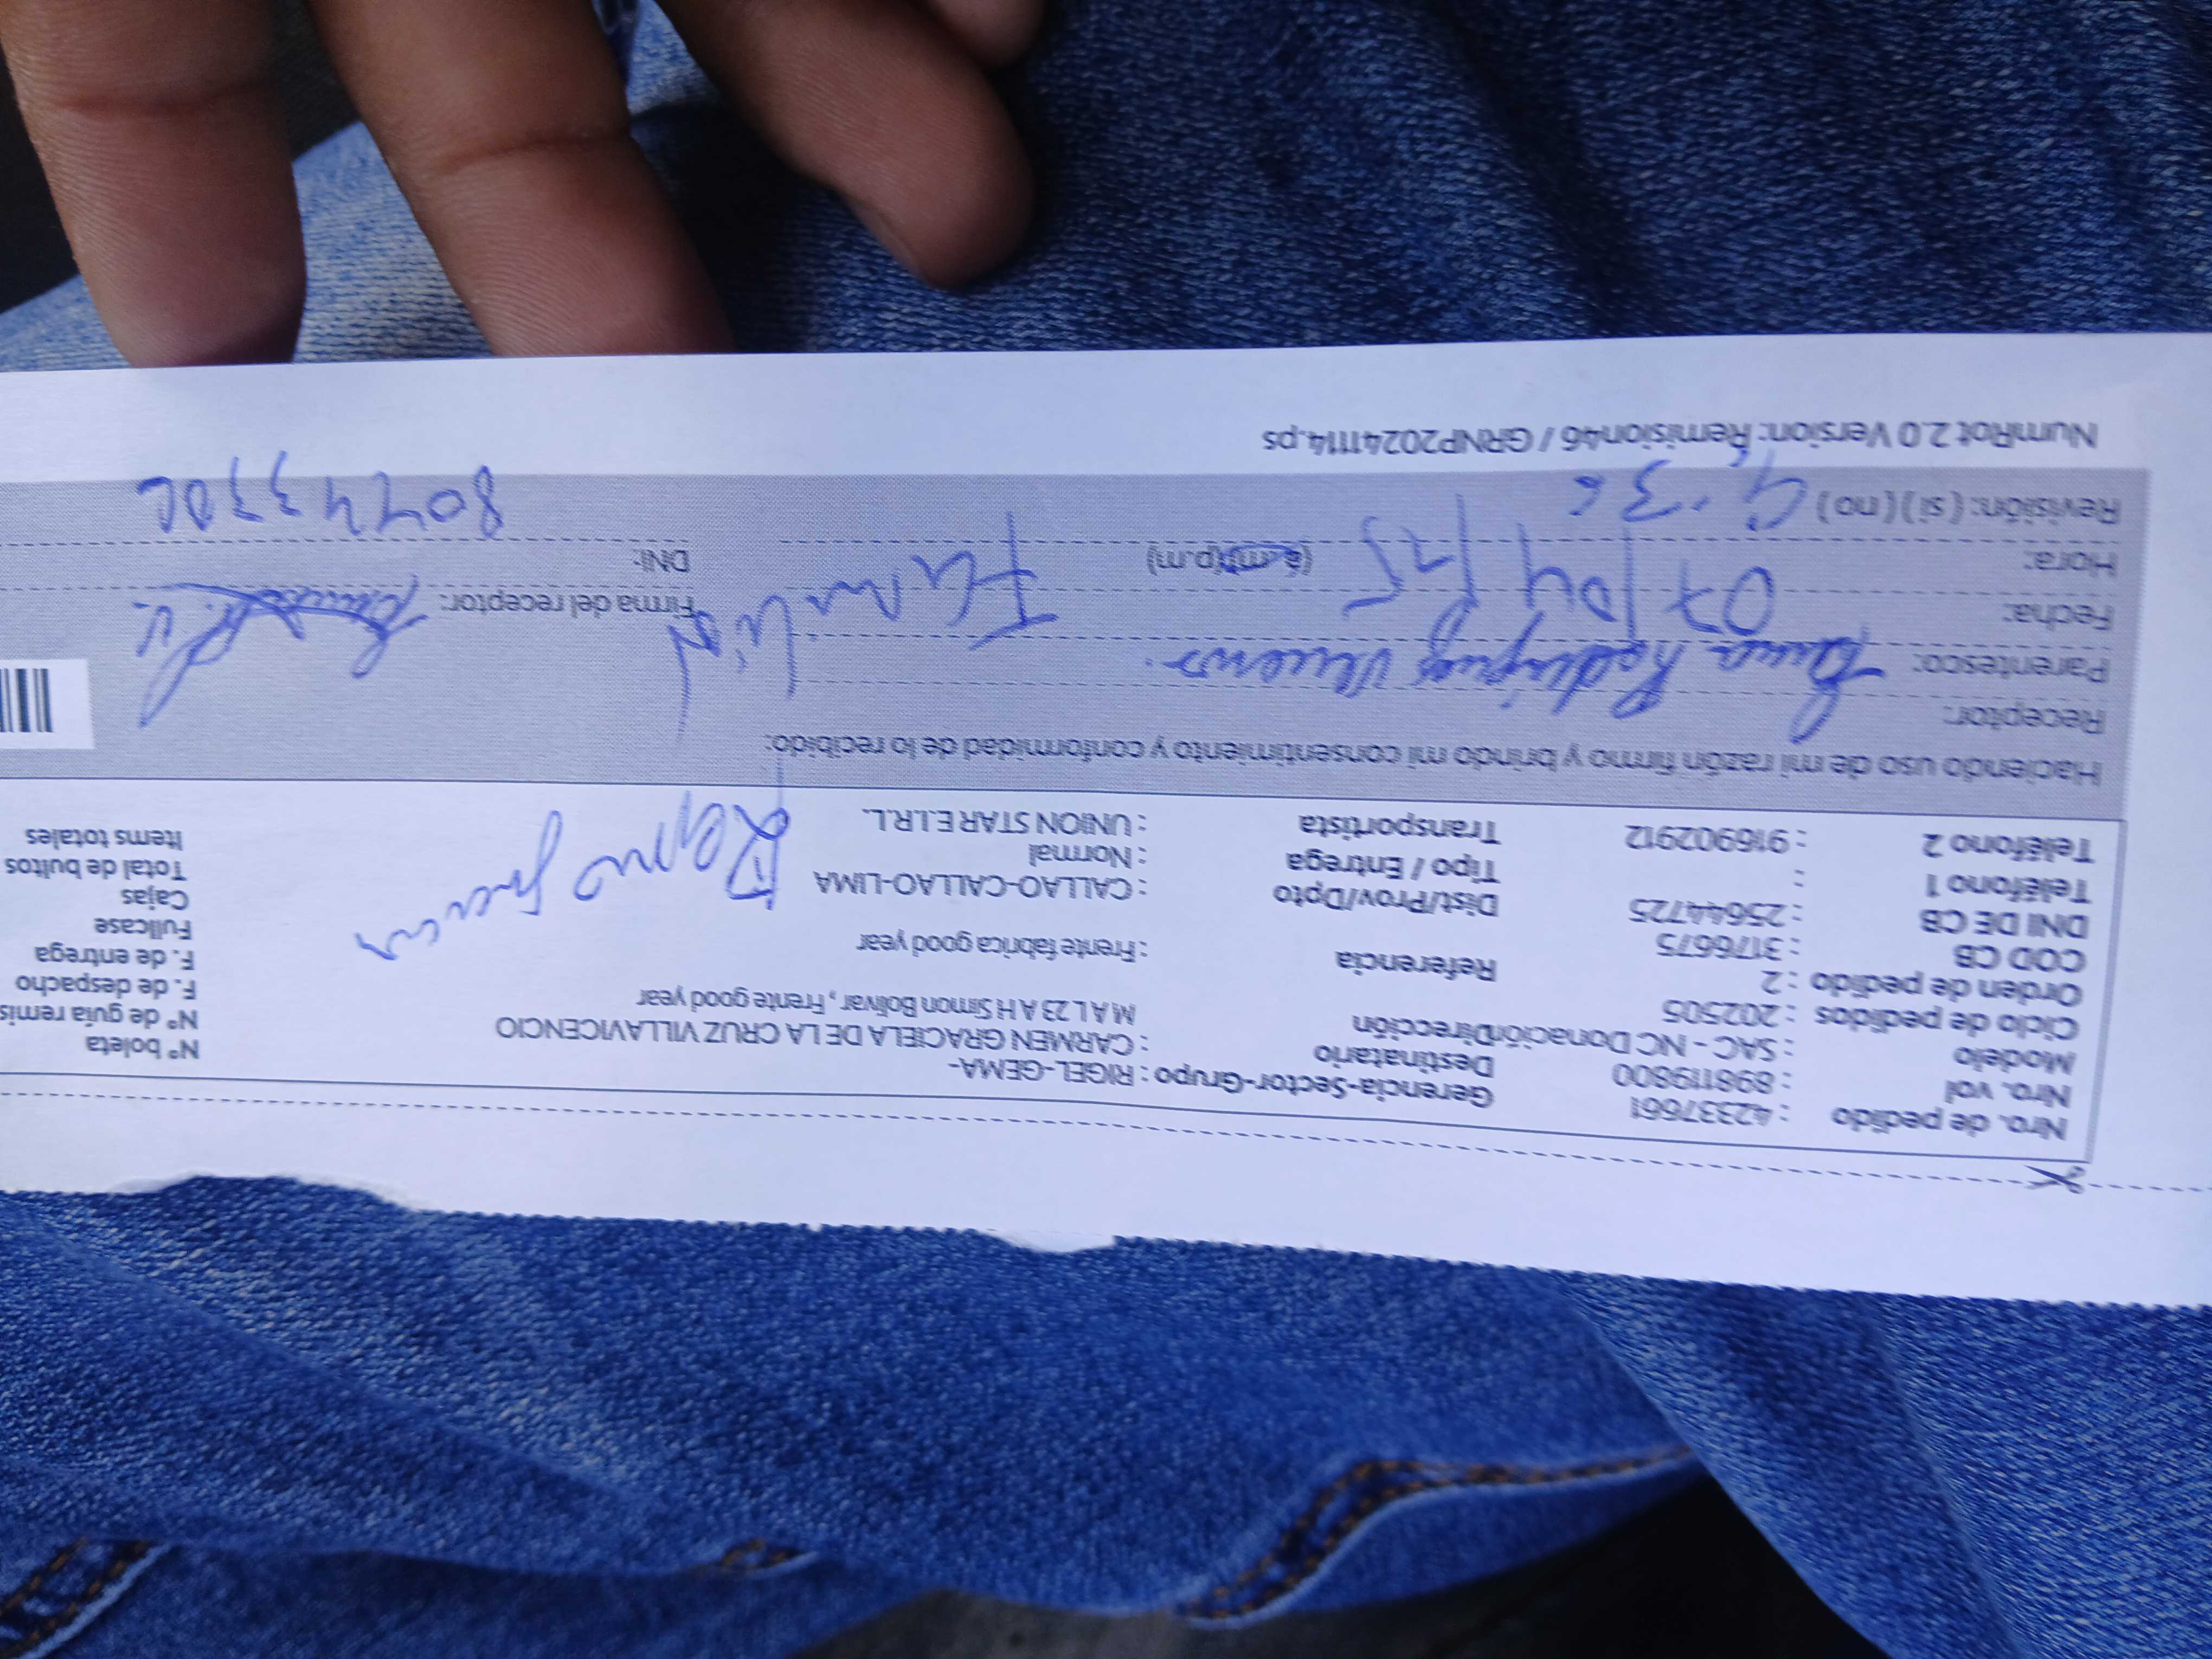 Nro. de pedido : 42337661 Gerencia-Sector-Grupo : RIGEL-GEMA- Nº boleta
Nro. vol : 898119800 Destinatario : CARMEN GRACIELA DE LA CRUZ VILLAVICENCIO Nº de guía remis
Modelo : SAC - NC Donación Dirección M A L 23 A H Simon Bolivar , Frente good year F. de despacho
Ciclo de pedidos : 202505 F. de entrega
Orden de pedido : 2 Referencia : Frente fabrica good year Fullcase
COD CB : 3176675 Cajas
DNI DE CB : 25644725 Dist/Prov/Dpto : CALLAO-CALLAO-LIMA Total de bultos
Teléfono 1 : Tipo / Entrega : Normal Items totales
Teléfono 2 : 916902912 Transportista : UNION STAR E.I.R.L.
Haciendo uso de mi razón firmo y brindo mi consentimiento y conformidad de lo recibido:
Receptor:
Parentesco: Familiar
Fecha: 07/04/25 Firma del receptor:
Hora: (a.m)(p.m) DNI:
Revisión: ( si ) ( no )
NumRot 2.0 Version: Remision46 / GRNP20241114.ps